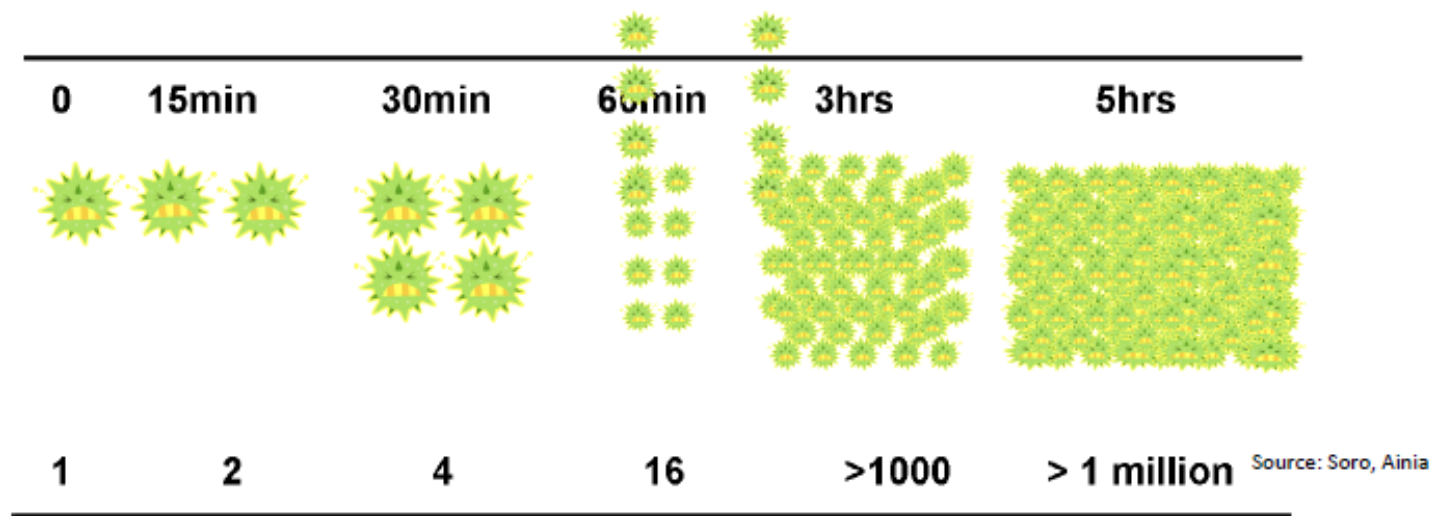 0 15min 30min 60min 3hrs 5hrs
1 2 4 16 >1000 > 1 million
Source: Soro, Ainia